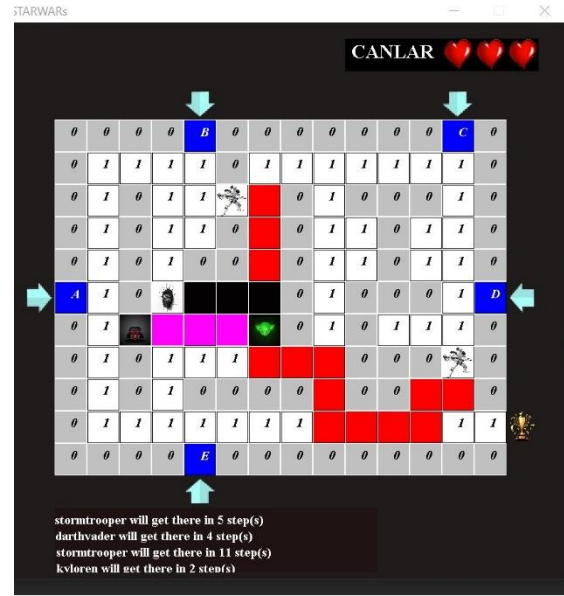 STARWARs
CANLAR
0 0 0 0 B 0 0 0 0 0 0 0 C 0
0 1 1 1 1 0 1 1 1 1 1 1 1 0
0 1 0 1 1 0 1 0 0 0 1 0
0 1 0 1 1 0 0 1 1 0 1 1 0
0 1 0 1 0 0 0 1 1 0 1 1 0
A 1 0 0 1 0 0 0 1 D
0 1 0 1 0 1 1 1 0
0 1 0 1 1 1 0 0 0 0
0 1 0 1 0 0 0 0 0 0 0
0 1 1 1 1 1 1 1 1 1
0 0 0 0 E 0 0 0 0 0 0 0 0 0
stormtrooper will get there in 5 step(s)
darthvader will get there in 4 step(s)
stormtrooper will get there in 11 step(s)
kyloren will get there in 2 step(s)